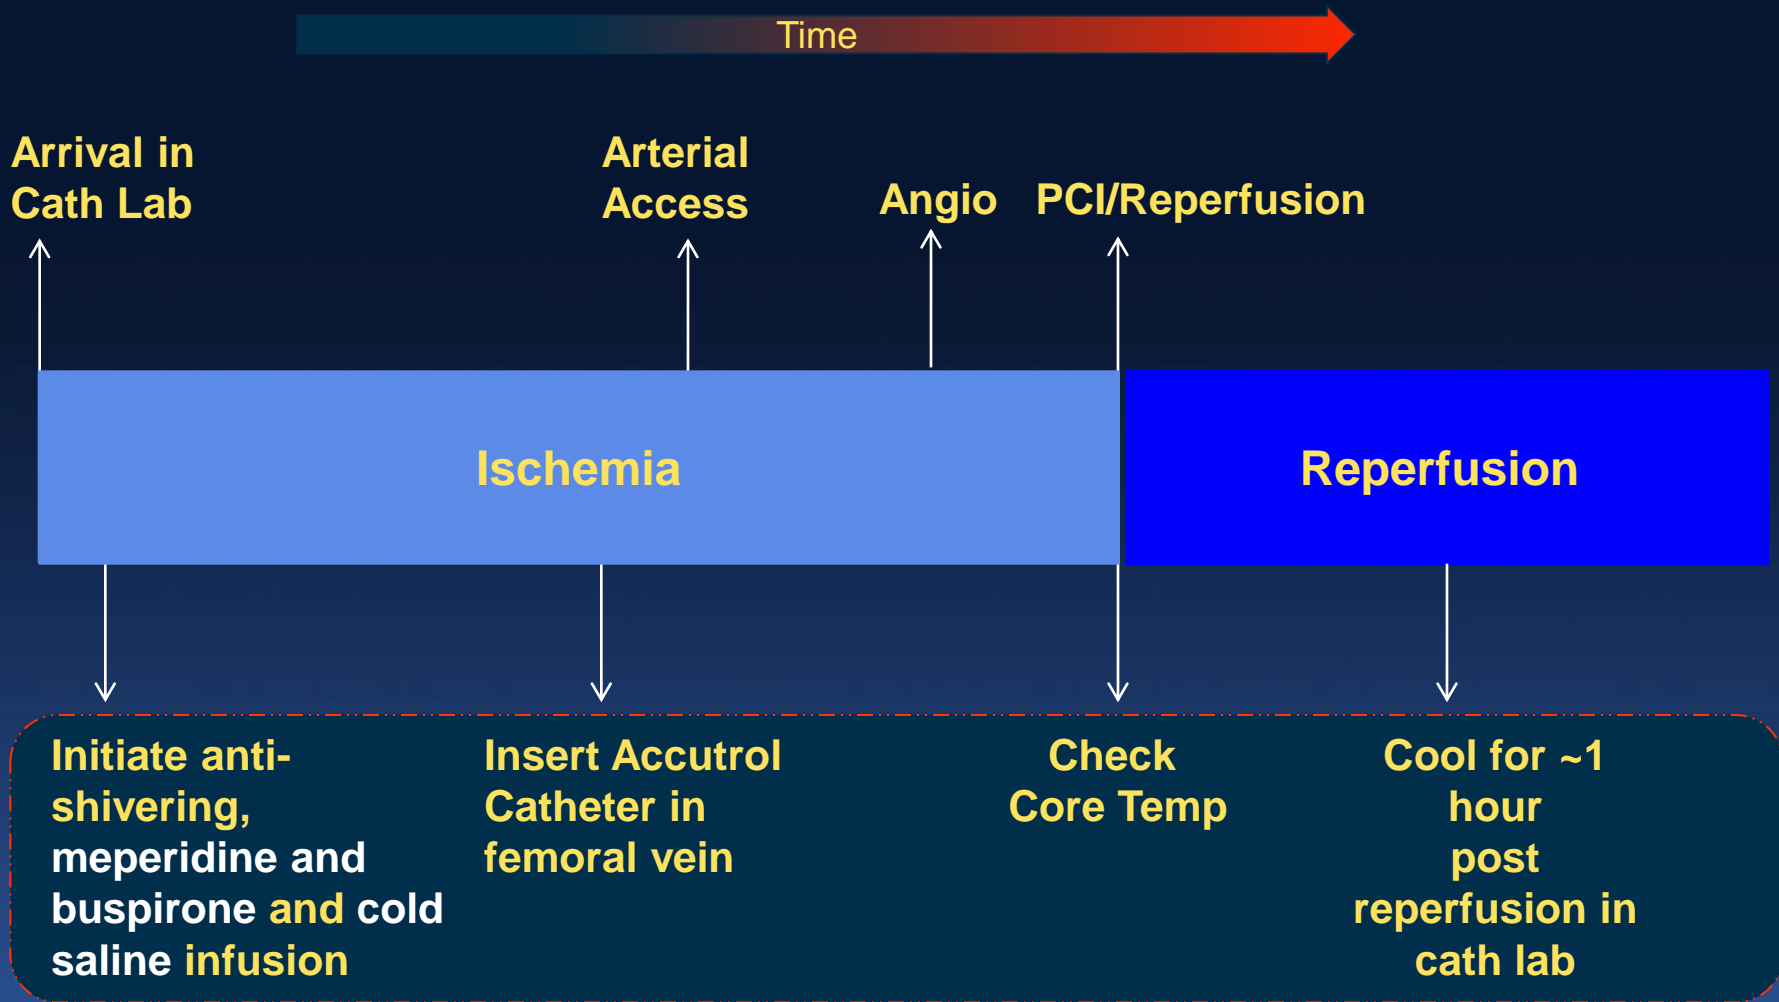 Time
Arrival in
Cath Lab
Arterial
Access
Angio
PCI/Reperfusion
Ischemia
Reperfusion
Initiate anti-
shivering,
meperidine and
buspirone and cold
saline infusion
Insert Accutrol
Catheter in
femoral vein
Check
Core Temp
Cool for ~1
hour
post
reperfusion in
cath lab